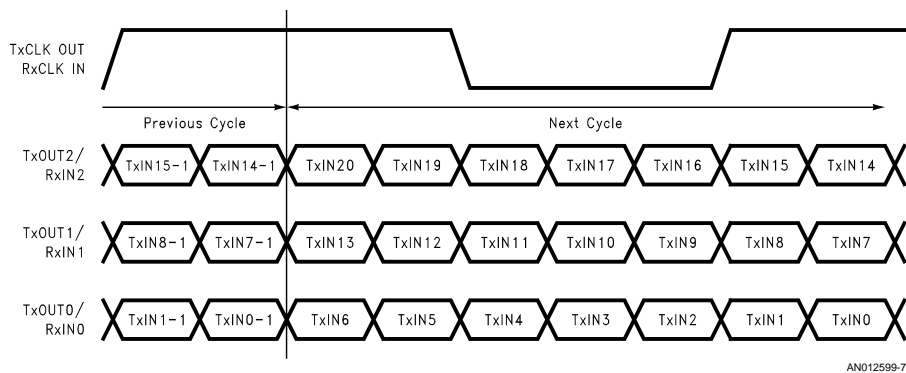 TxCLK OUT
RxCLK IN
Previous Cycle
Next Cycle
TxOUT2/
RxIN2
TxIN15-1 TxIN14-1 TxIN20 TxIN19 TxIN18 TxIN17 TxIN16 TxIN15 TxIN14
TxOUT1/
RxIN1
TxIN8-1 TxIN7-1 TxIN13 TxIN12 TxIN11 TxIN10 TxIN9 TxIN8 TxIN7
TxOUT0/
RxIN0
TxIN1-1 TxIN0-1 TxIN6 TxIN5 TxIN4 TxIN3 TxIN2 TxIN1 TxIN0
AN012599-7